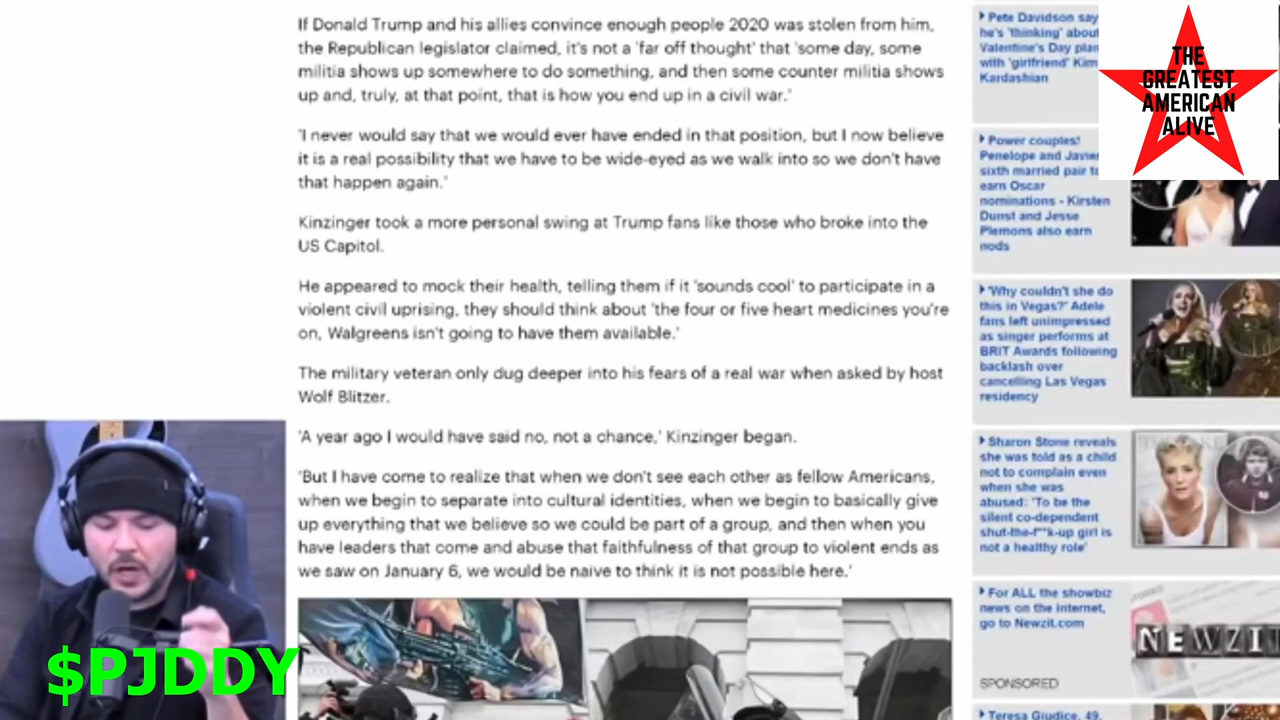 If Donald Trump and his allies convince enough people 2020 was stolen from him,
the Republican legislator claimed, it's not a 'far off thought' that 'some day, some
militia shows up somewhere to do something, and then some counter militia shows
up and, truly, at that point, that is how you end up in a civil war.'
'I never would say that we would ever have ended in that position, but I now believe
it is a real possibility that we have to be wide-eyed as we walk into so we don't have
that happen again.'
Kinzinger took a more personal swing at Trump fans like those who broke into the
US Capitol.
He appeared to mock their health, telling them if it 'sounds cool' to participate in a
violent civil uprising, they should think about 'the four or five heart medicines you're
on, Walgreens isn't going to have them available.'
The military veteran only dug deeper into his fears of a real war when asked by host
Wolf Blitzer.
'A year ago I would have said no, not a chance,' Kinzinger began.
'But I have come to realize that when we don't see each other as fellow Americans,
when we begin to separate into cultural identities, when we begin to basically give
up everything that we believe so we could be part of a group, and then when you
have leaders that come and abuse that faithfulness of that group to violent ends as
we saw on January 6, we would be naive to think it is not possible here.'
Pete Davidson say
he's 'thinking' about
Valentine's Day plan
with 'girlfriend' Kim
Kardashian
Power couples!
Penelope and Javie
sixth married pair to
earn Oscar
nominations - Kirsten
Dunst and Jesse
Plemons also earn
nods
'Why couldn't she do
this in Vegas?' Adele
fans left unimpressed
as singer performs at
BRIT Awards following
backlash over
cancelling Las Vegas
residency
Sharon Stone reveals
she was told as a child
not to complain even
when she was
abused: 'To be the
silent co-dependent
shut-the-f**k-up girl is
not a healthy role'
For ALL the showbiz
news on the internet,
go to Newzit.com
NEWZIT
SPONSORED
Teresa Giudice, 49,
THE
GREATEST
AMERICAN
ALIVE
$PJDDY